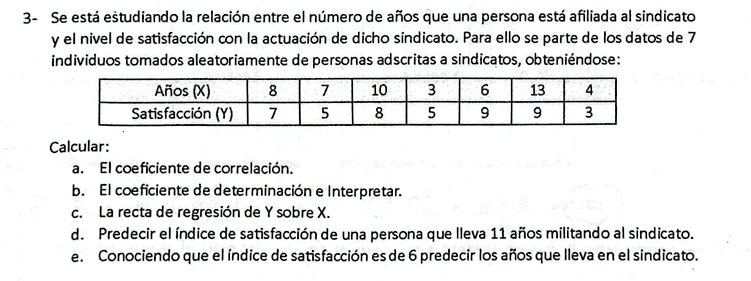 3- Se está estudiando la relación entre el número de años que una persona está afiliada al sindicato
y el nivel de satisfacción con la actuación de dicho sindicato. Para ello se parte de los datos de 7
individuos tomados aleatoriamente de personas adscritas a sindicatos, obteniéndose:
Años (X) 8 7 10 3 6 13 4
Satisfacción (Y) 7 5 8 5 9 9 3
Calcular:
a. El coeficiente de correlación.
b. El coeficiente de determinación e Interpretar.
c. La recta de regresión de Y sobre X.
d. Predecir el índice de satisfacción de una persona que lleva 11 años militando al sindicato.
e. Conociendo que el índice de satisfacción es de 6 predecir los años que lleva en el sindicato.